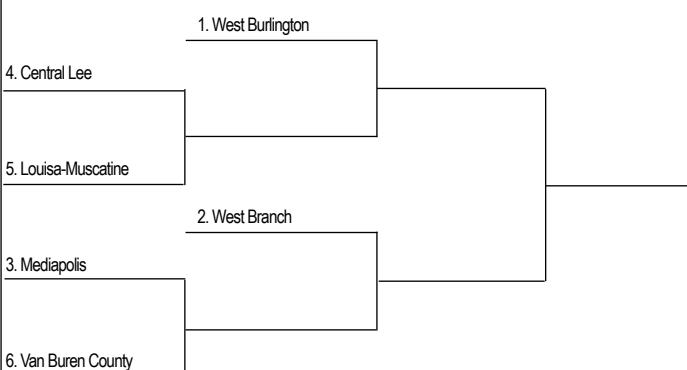 1. West Burlington
4. Central Lee
5. Louisa-Muscatine
2. West Branch
3. Mediapolis
6. Van Buren County